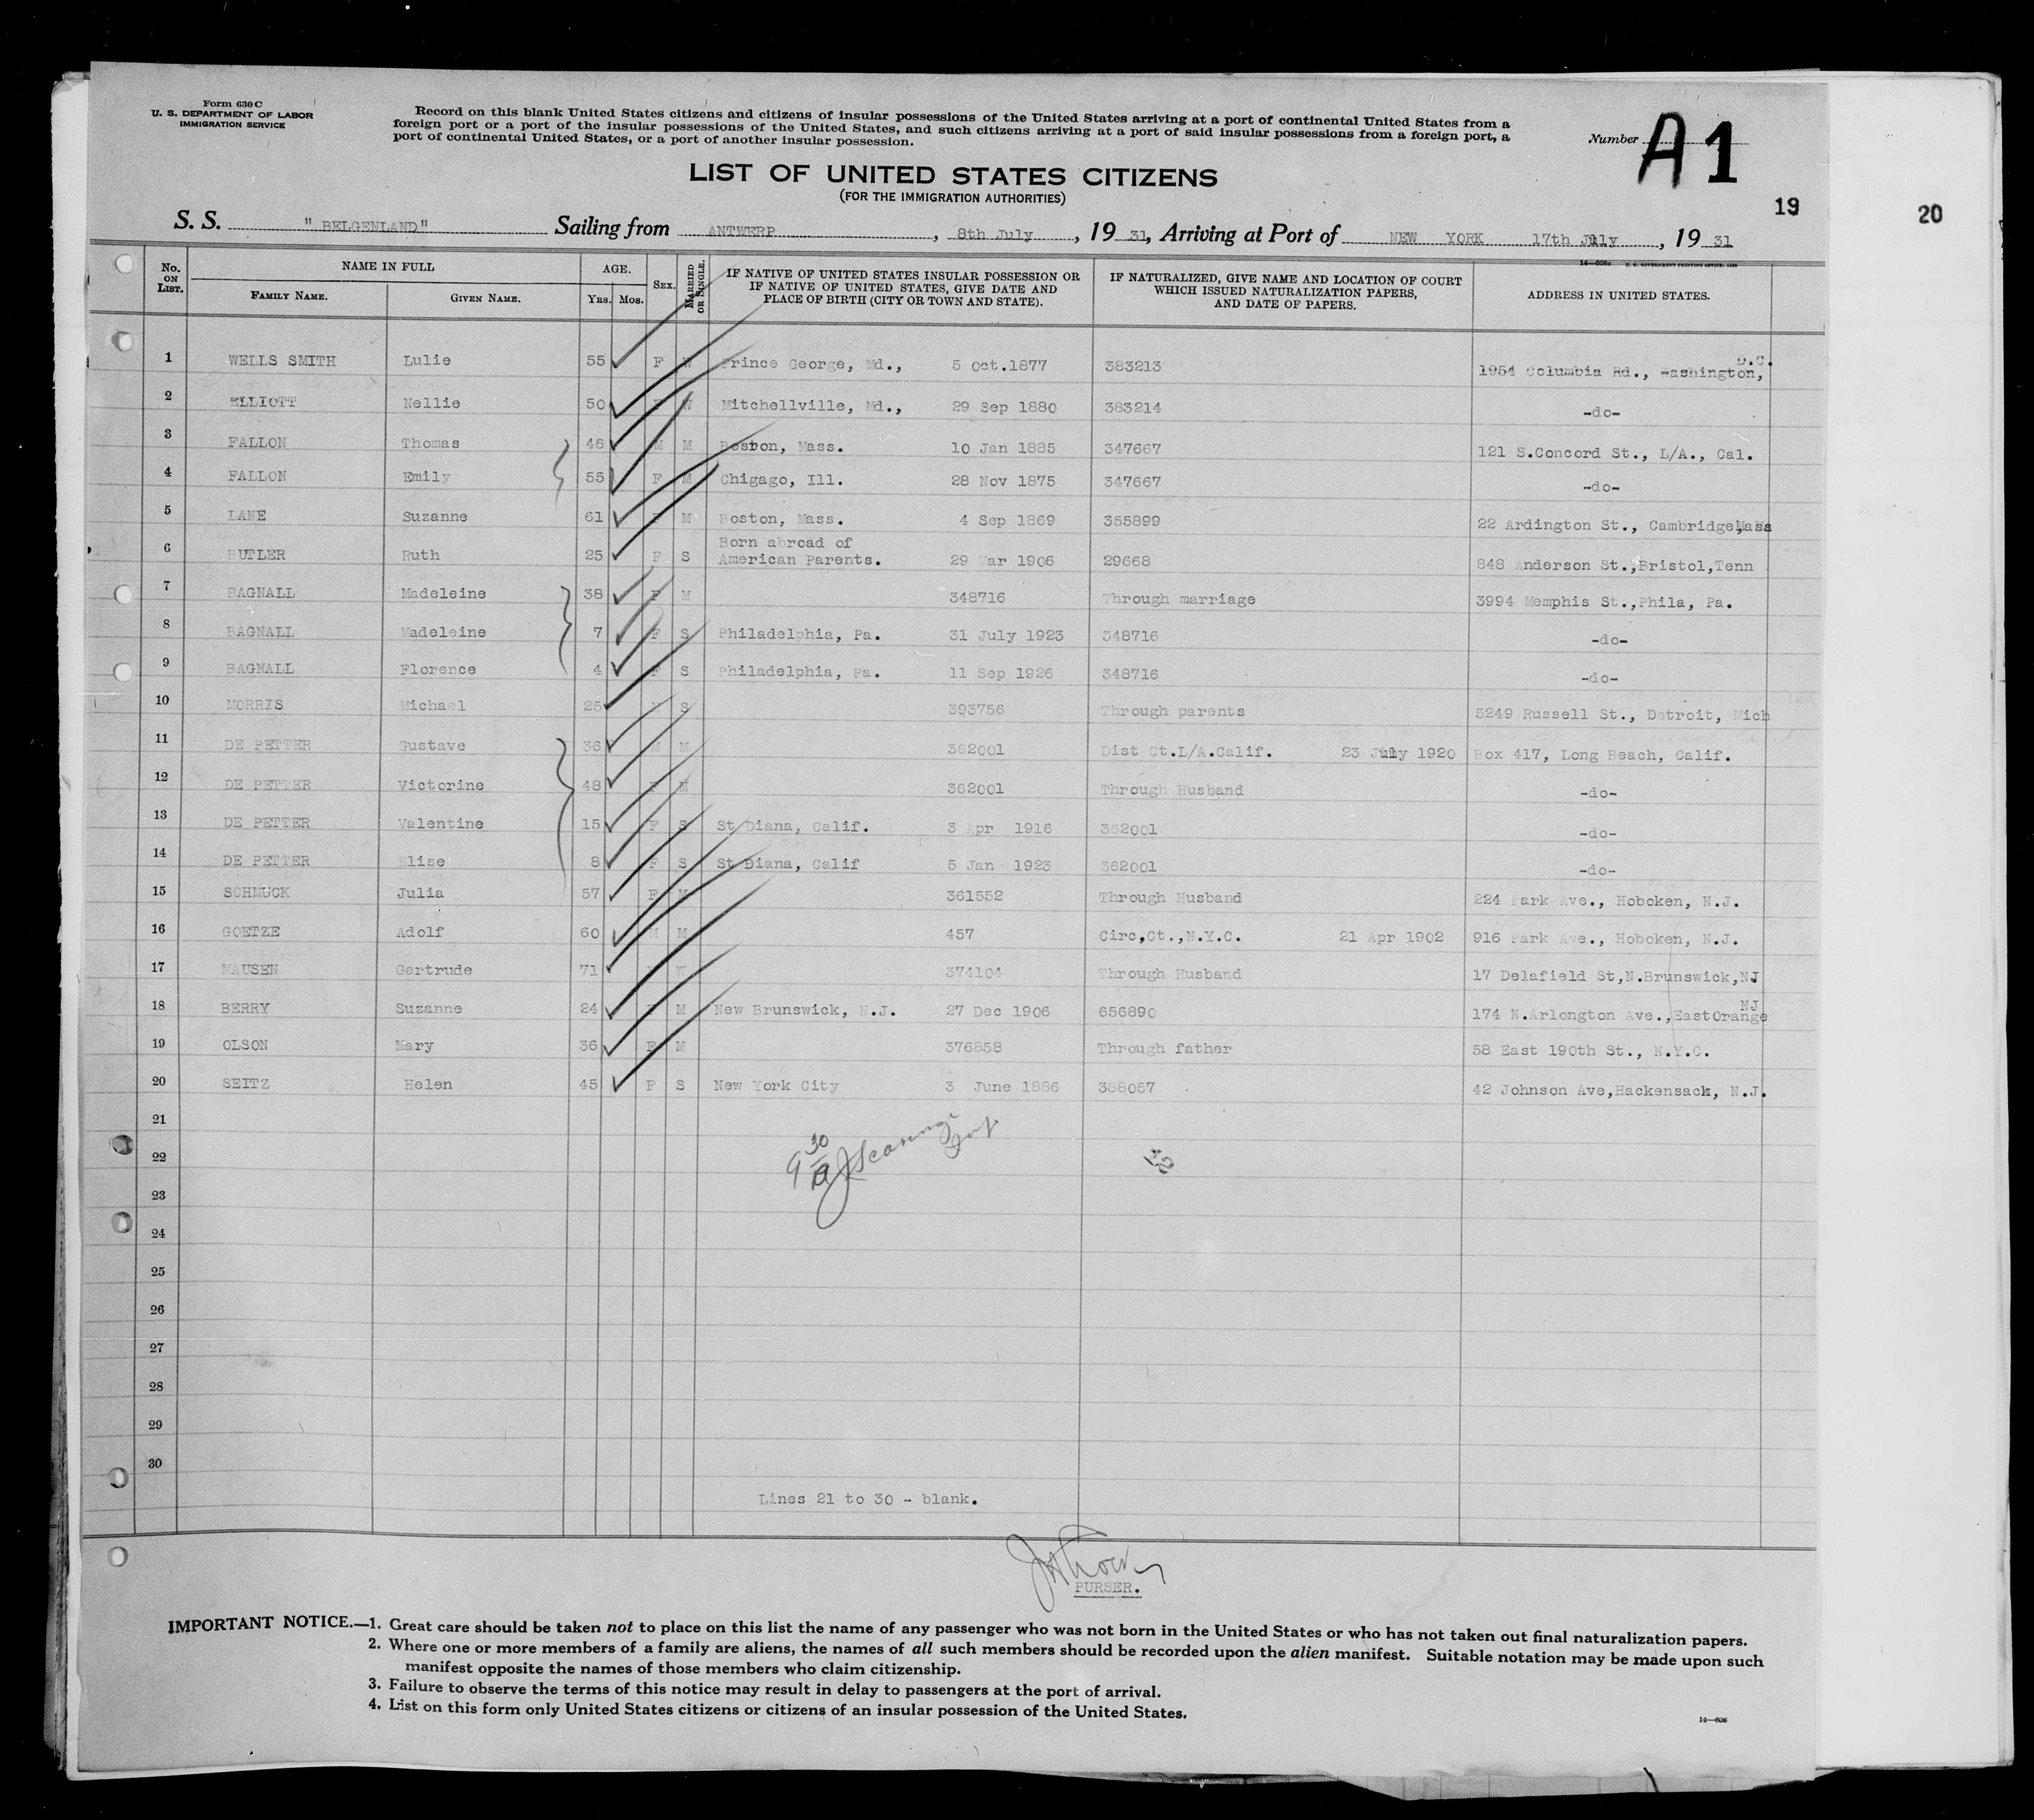 Form 630 C
U. S. DEPARTMENT OF LABOR
IMMIGRATION SERVICE
Record on this blank United States citizens and citizens of insular possessions of the United States arriving at a port of continental United States from a
foreign port or a port of the insular possessions of the United States, and such citizens arriving at a port of said insular possessions from a foreign port, a
port of continental United States, or a port of another insular possession.
Number A1
LIST OF UNITED STATES CITIZENS
(FOR THE IMMIGRATION AUTHORITIES)
19
20
S. S. "BELGENLAND" Sailing from ANTWERP, 8th July, 19 31, Arriving at Port of NEW YORK 17th July, 19 31
No. ON LIST. NAME IN FULL FAMILY NAME. GIVEN NAME. AGE. YRS. MOS. SEX. MARRIED OR SINGLE. IF NATIVE OF UNITED STATES INSULAR POSSESSION OR IF NATIVE OF UNITED STATES, GIVE DATE AND PLACE OF BIRTH (CITY OR TOWN AND STATE). IF NATURALIZED, GIVE NAME AND LOCATION OF COURT WHICH ISSUED NATURALIZATION PAPERS, AND DATE OF PAPERS. ADDRESS IN UNITED STATES.
1 WELLS SMITH Lulie 55 F W Prince George, Md., 5 Oct.1877 383213 1954 Columbia Rd., Washington, D.C.
2 ELLIOTT Nellie 50 F W Mitchellville, Md., 29 Sep 1880 383214 -do-
3 FALLON Thomas 46 M M Boston, Mass. 10 Jan 1885 347667 121 S.Concord St., L/A., Cal.
4 FALLON Emily 55 F M Chigago, Ill. 28 Nov 1875 347667 -do-
5 LANE Suzanne 61 F M Boston, Mass. 4 Sep 1869 355899 22 Ardington St., Cambridge,Mass
6 BUTLER Ruth 25 F S Born abroad of American Parents. 29 Mar 1906 29668 848 Anderson St.,Bristol,Tenn
7 BAGNALL Madeleine 38 F M 348716 Through marriage 3994 Memphis St.,Phila, Pa.
8 BAGNALL Madeleine 7 F S Philadelphia, Pa. 31 July 1923 348716 -do-
9 BAGNALL Florence 4 F S Philadelphia, Pa. 11 Sep 1926 348716 -do-
10 MORRIS Michael 25 S 393756 Through parents 5249 Russell St., Detroit, Mich
11 DE PETTER Gustave 36 M M 362001 Dist Ct.L/A.Calif. 23 July 1920 Box 417, Long Beach, Calif.
12 DE PETTER Victorine 48 F M 362001 Through Husband -do-
13 DE PETTER Valentine 15 F S St Diana, Calif. 3 Apr 1916 362001 -do-
14 DE PETTER Elise 8 F S St Diana, Calif 5 Jan 1923 362001 -do-
15 SCHMUCK Julia 57 F M 361552 Through Husband 224 Park Ave., Hoboken, N.J.
16 GOETZE Adolf 60 M M 457 Circ,Ct.,N.Y.C. 21 Apr 1902 916 Park Ave., Hoboken, N.J.
17 MAUSEN Gertrude 71 W 374104 Through Husband 17 Delafield St,N.Brunswick,NJ
18 BERRY Suzanne 24 F M New Brunswick, N.J. 27 Dec 1906 656890 174 N.Arlongton Ave.,EastOrange NJ
19 OLSON Mary 36 F M 376858 Through father 58 East 190th St., N.Y.C.
20 SEITZ Helen 45 F S New York City 3 June 1886 388057 42 Johnson Ave,Hackensack, N.J.
21
22 9 30 12
23
24
25
26
27
28
29
30
Lines 21 to 30 - blank.
PURSER.
IMPORTANT NOTICE.—1. Great care should be taken not to place on this list the name of any passenger who was not born in the United States or who has not taken out final naturalization papers.
2. Where one or more members of a family are aliens, the names of all such members should be recorded upon the alien manifest. Suitable notation may be made upon such
manifest opposite the names of those members who claim citizenship.
3. Failure to observe the terms of this notice may result in delay to passengers at the port of arrival.
4. List on this form only United States citizens or citizens of an insular possession of the United States.
14—606